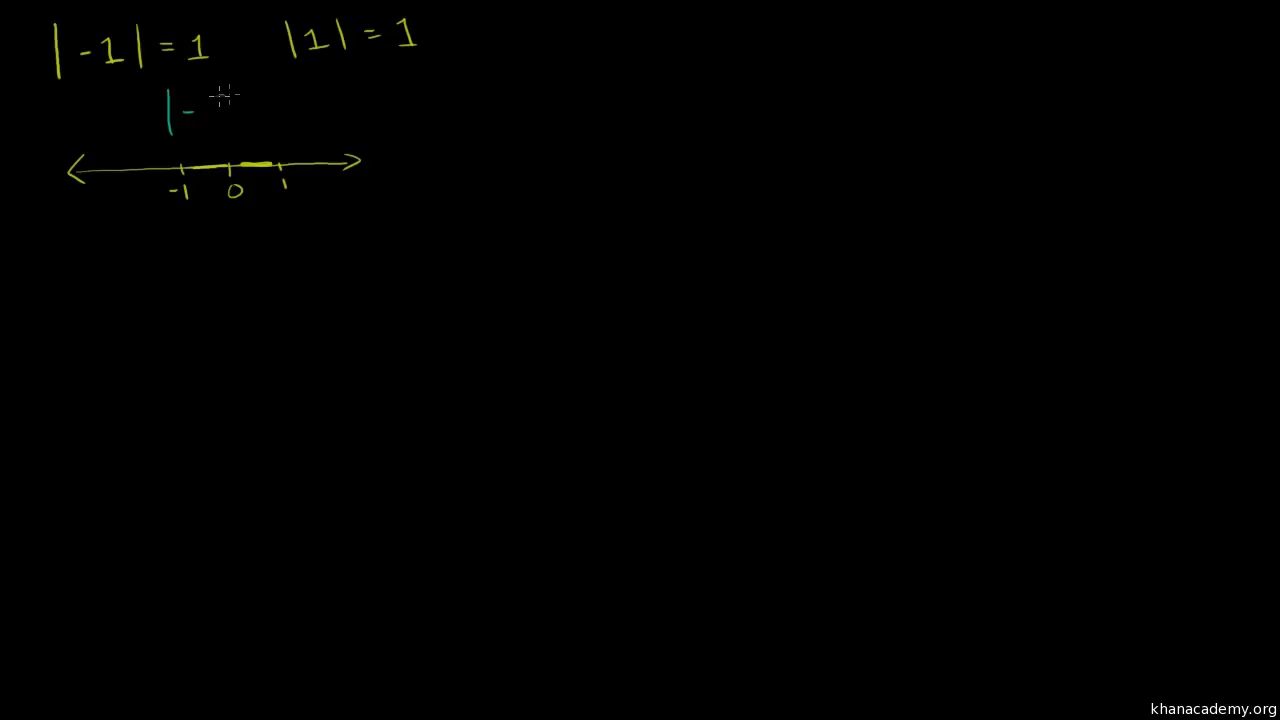 |-1| = 1 |1| = 1
|-
-1 0 1
khanacademy.org